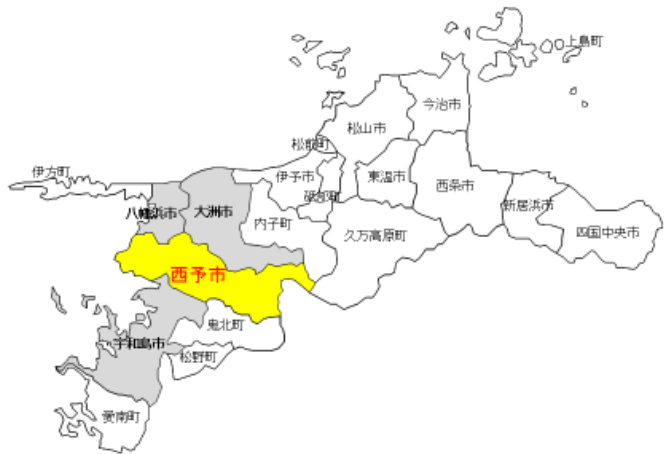 上島町
今治市
松山市
松前町
伊方町
伊予市
東温市
西条市
砥部町
新居浜市
八幡浜市
大洲市
内子町
久万高原町
四国中央市
西予市
鬼北町
宇和島市
松野町
愛南町